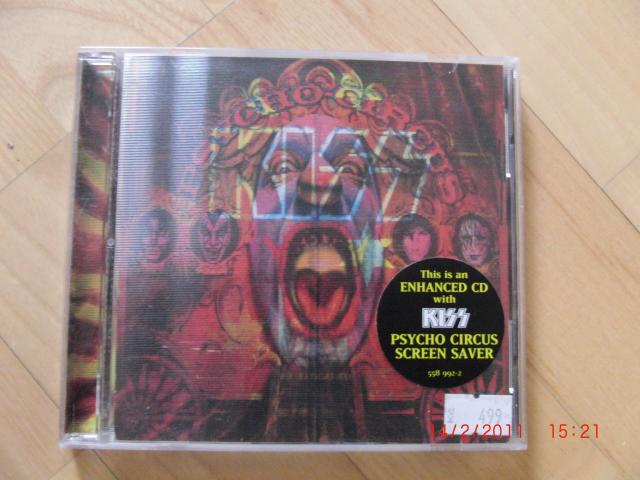 PSYCHO CIRCUS
KISS
This is an
ENHANCED CD
with
KISS
PSYCHO CIRCUS
SCREEN SAVER
558 992-2
499
14/2/2011 15:21